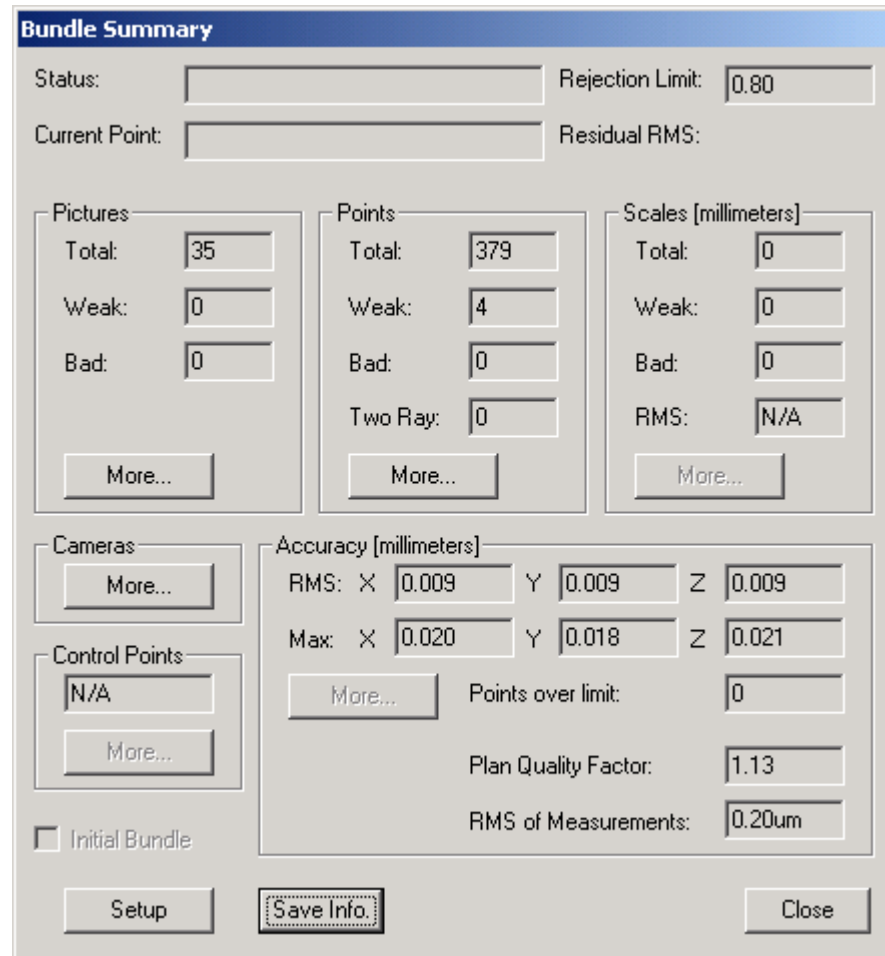 Bundle Summary
Status: Rejection Limit: 0.80
Current Point: Residual RMS:
Pictures Points Scales [millimeters]
Total: 35 Total: 379 Total: 0
Weak: 0 Weak: 4 Weak: 0
Bad: 0 Bad: 0 Bad: 0
Two Ray: 0 RMS: N/A
More... More... More...
Cameras Accuracy [millimeters]
More... RMS: X 0.009 Y 0.009 Z 0.009
Max: X 0.020 Y 0.018 Z 0.021
Control Points
N/A More... Points over limit: 0
More... Plan Quality Factor: 1.13
RMS of Measurements: 0.20um
Initial Bundle
Setup Save Info. Close